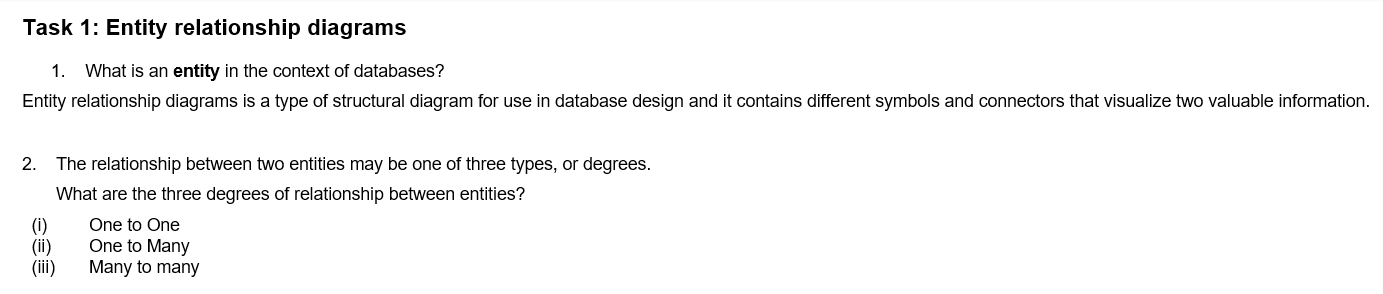 Task 1: Entity relationship diagrams
1. What is an entity in the context of databases?
Entity relationship diagrams is a type of structural diagram for use in database design and it contains different symbols and connectors that visualize two valuable information.
2. The relationship between two entities may be one of three types, or degrees.
What are the three degrees of relationship between entities?
(i) One to One
(ii) One to Many
(iii) Many to many